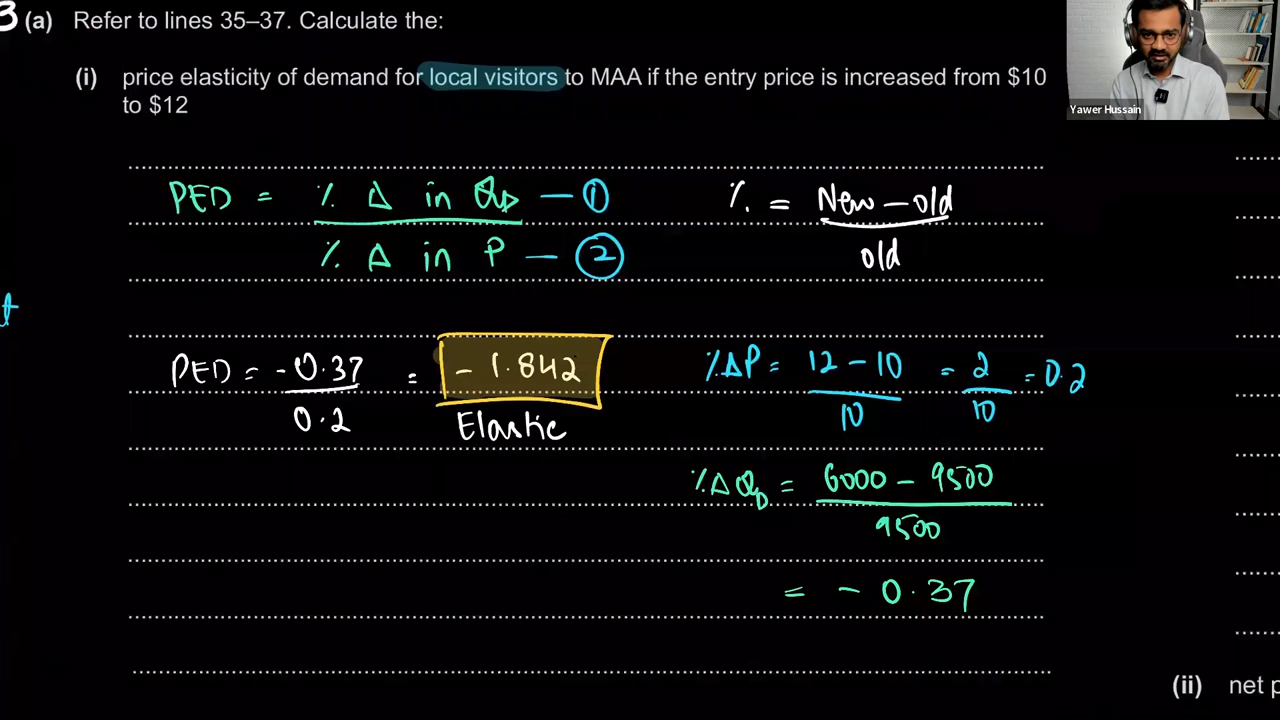 3 (a) Refer to lines 35–37. Calculate the:
(i) price elasticity of demand for local visitors to MAA if the entry price is increased from $10
to $12
Yawer Hussain
PED = % Δ in QD — ①
% Δ in P — ②
% = New – old
old
t
PED = -0.37
0.2
= - 1.842
Elastic
%ΔP = 12 – 10
10
= 2
10
= 0.2
%ΔQD = 6000 – 9500
9500
= - 0.37
(ii) net p